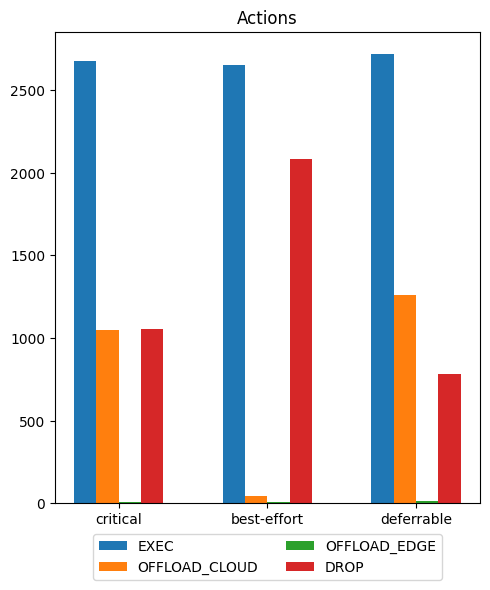 Actions
2500
2000
1500
1000
500
0
critical best-effort deferrable
EXEC OFFLOAD_EDGE
OFFLOAD_CLOUD DROP